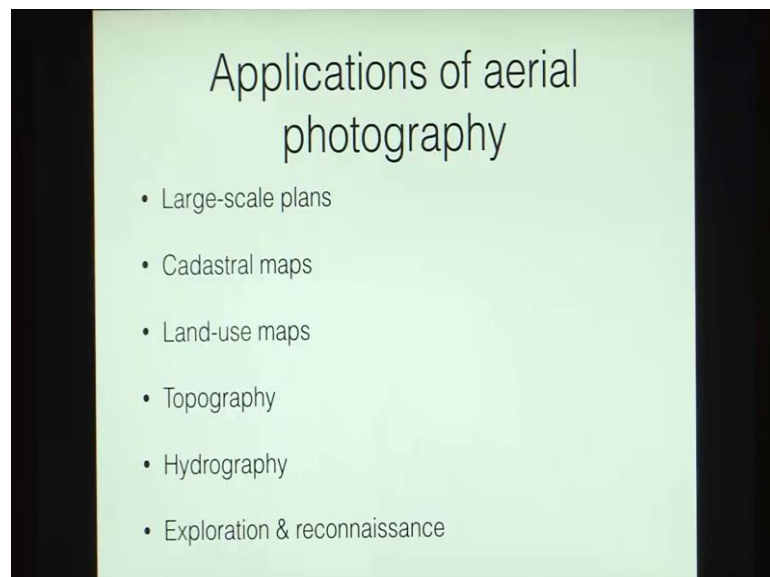 Applications of aerial
photography
• Large-scale plans
• Cadastral maps
• Land-use maps
• Topography
• Hydrography
• Exploration & reconnaissance